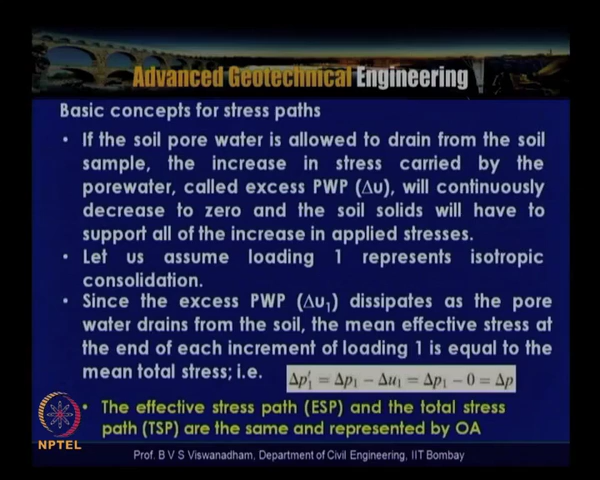 Advanced Geotechnical Engineering
Basic concepts for stress paths
• If the soil pore water is allowed to drain from the soil
sample, the increase in stress carried by the
porewater, called excess PWP (Δu), will continuously
decrease to zero and the soil solids will have to
support all of the increase in applied stresses.
• Let us assume loading 1 represents isotropic
consolidation.
• Since the excess PWP (Δu₁) dissipates as the pore
water drains from the soil, the mean effective stress at
the end of each increment of loading 1 is equal to the
mean total stress; i.e.
Δp₁′ = Δp₁ − Δu₁ = Δp₁ − 0 = Δp
• The effective stress path (ESP) and the total stress
path (TSP) are the same and represented by OA
NPTEL
Prof. B V S Viswanadham, Department of Civil Engineering, IIT Bombay